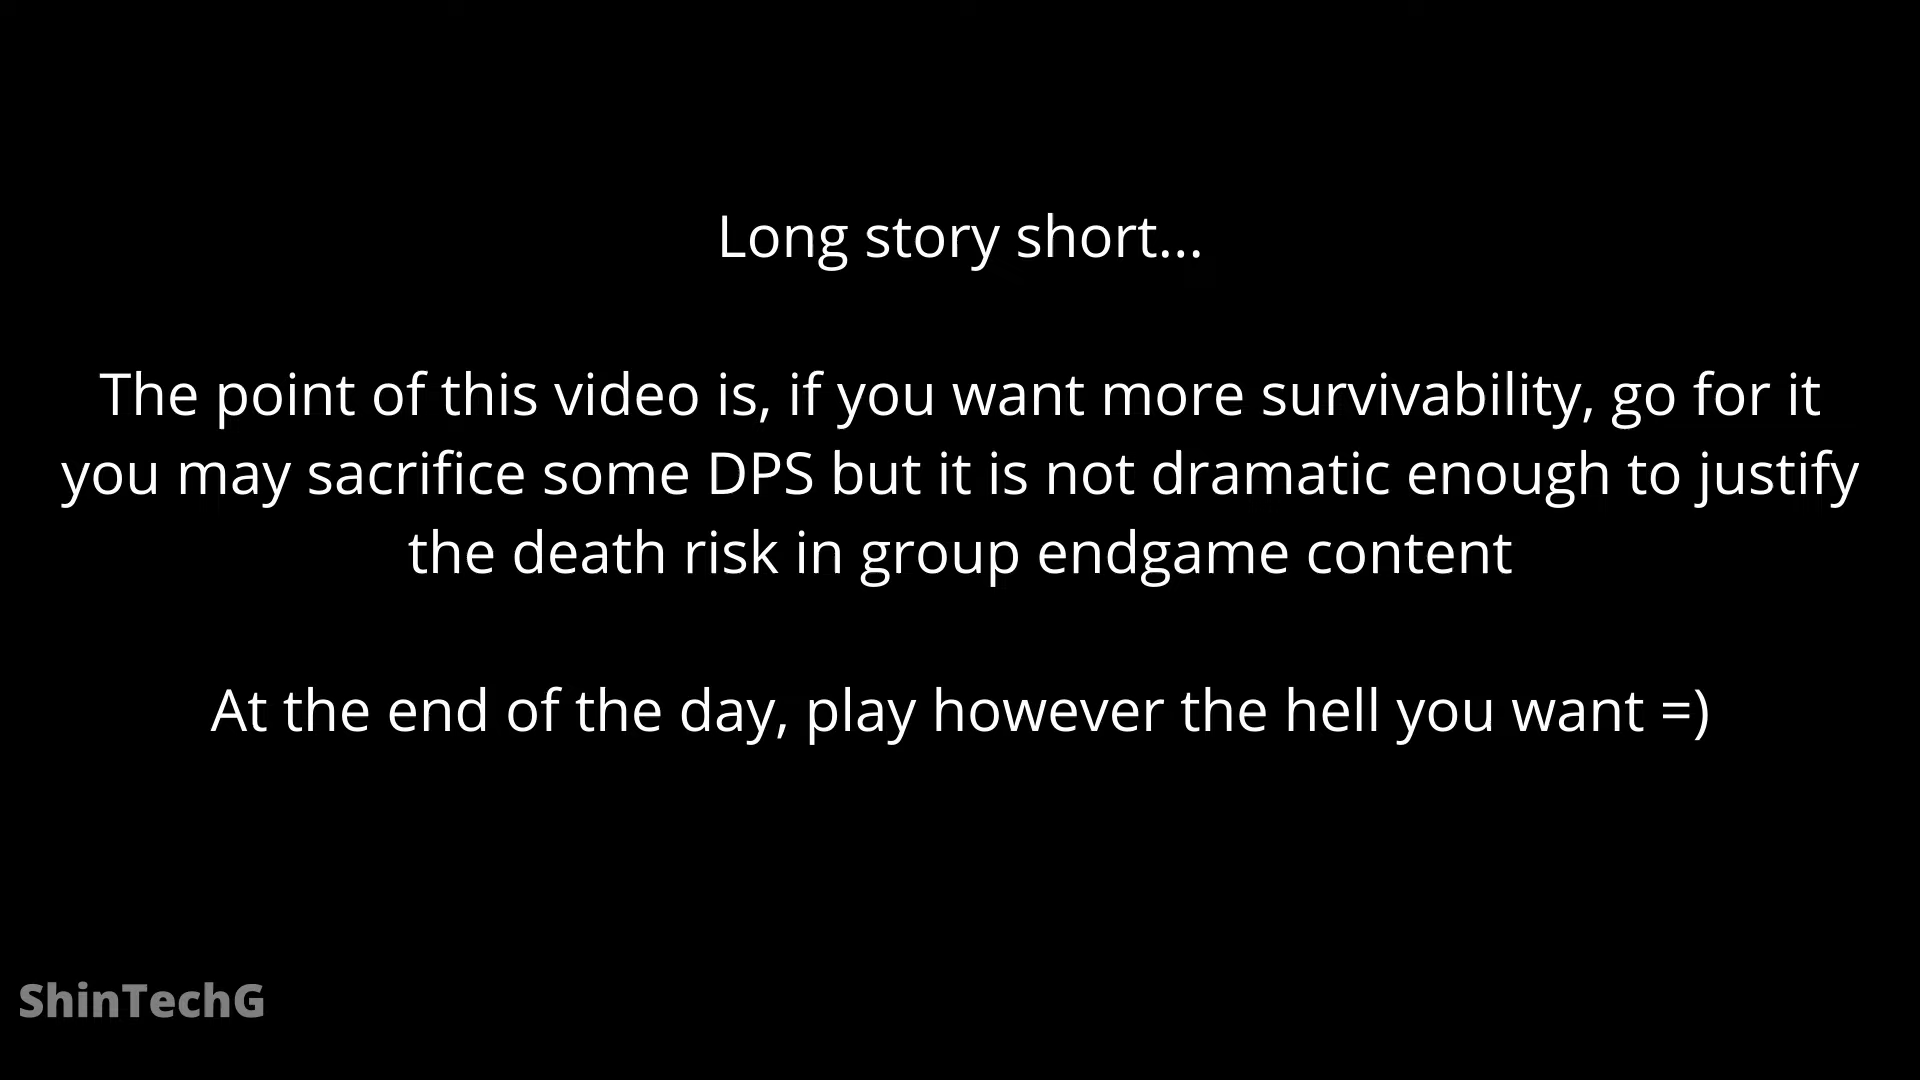 Long story short...
The point of this video is, if you want more survivability, go for it
you may sacrifice some DPS but it is not dramatic enough to justify
the death risk in group endgame content
At the end of the day, play however the hell you want =)
ShinTechG